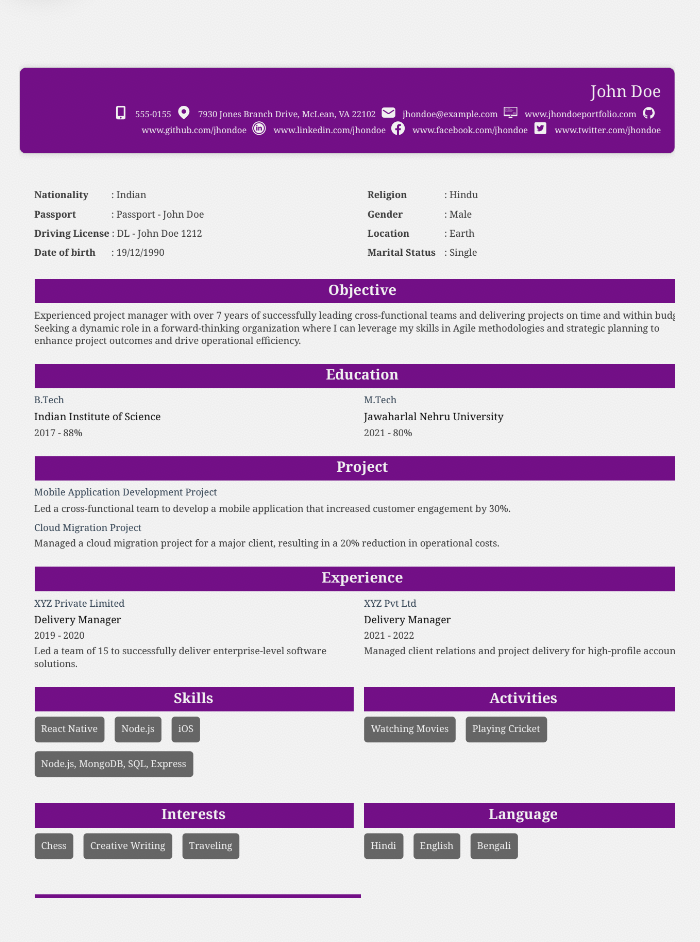 John Doe
555-0155 7930 Jones Branch Drive, McLean, VA 22102 jhondoe@example.com www.jhondoeportfolio.com
www.github.com/jhondoe www.linkedin.com/jhondoe www.facebook.com/jhondoe www.twitter.com/jhondoe
Nationality : Indian
Passport : Passport - John Doe
Driving License : DL - John Doe 1212
Date of birth : 19/12/1990
Religion : Hindu
Gender : Male
Location : Earth
Marital Status : Single
Objective
Experienced project manager with over 7 years of successfully leading cross-functional teams and delivering projects on time and within
Seeking a dynamic role in a forward-thinking organization where I can leverage my skills in Agile methodologies and strategic planning to
enhance project outcomes and drive operational efficiency.
Education
B.Tech
Indian Institute of Science
2017 - 88%
M.Tech
Jawaharlal Nehru University
2021 - 80%
Project
Mobile Application Development Project
Led a cross-functional team to develop a mobile application that increased customer engagement by 30%.
Cloud Migration Project
Managed a cloud migration project for a major client, resulting in a 20% reduction in operational costs.
Experience
XYZ Private Limited
Delivery Manager
2019 - 2020
Led a team of 15 to successfully deliver enterprise-level software
solutions.
XYZ Pvt Ltd
Delivery Manager
2021 - 2022
Managed client relations and project delivery for high-profile accoun
Skills
React Native Node.js iOS
Node.js, MongoDB, SQL, Express
Activities
Watching Movies Playing Cricket
Interests
Chess Creative Writing Traveling
Language
Hindi English Bengali